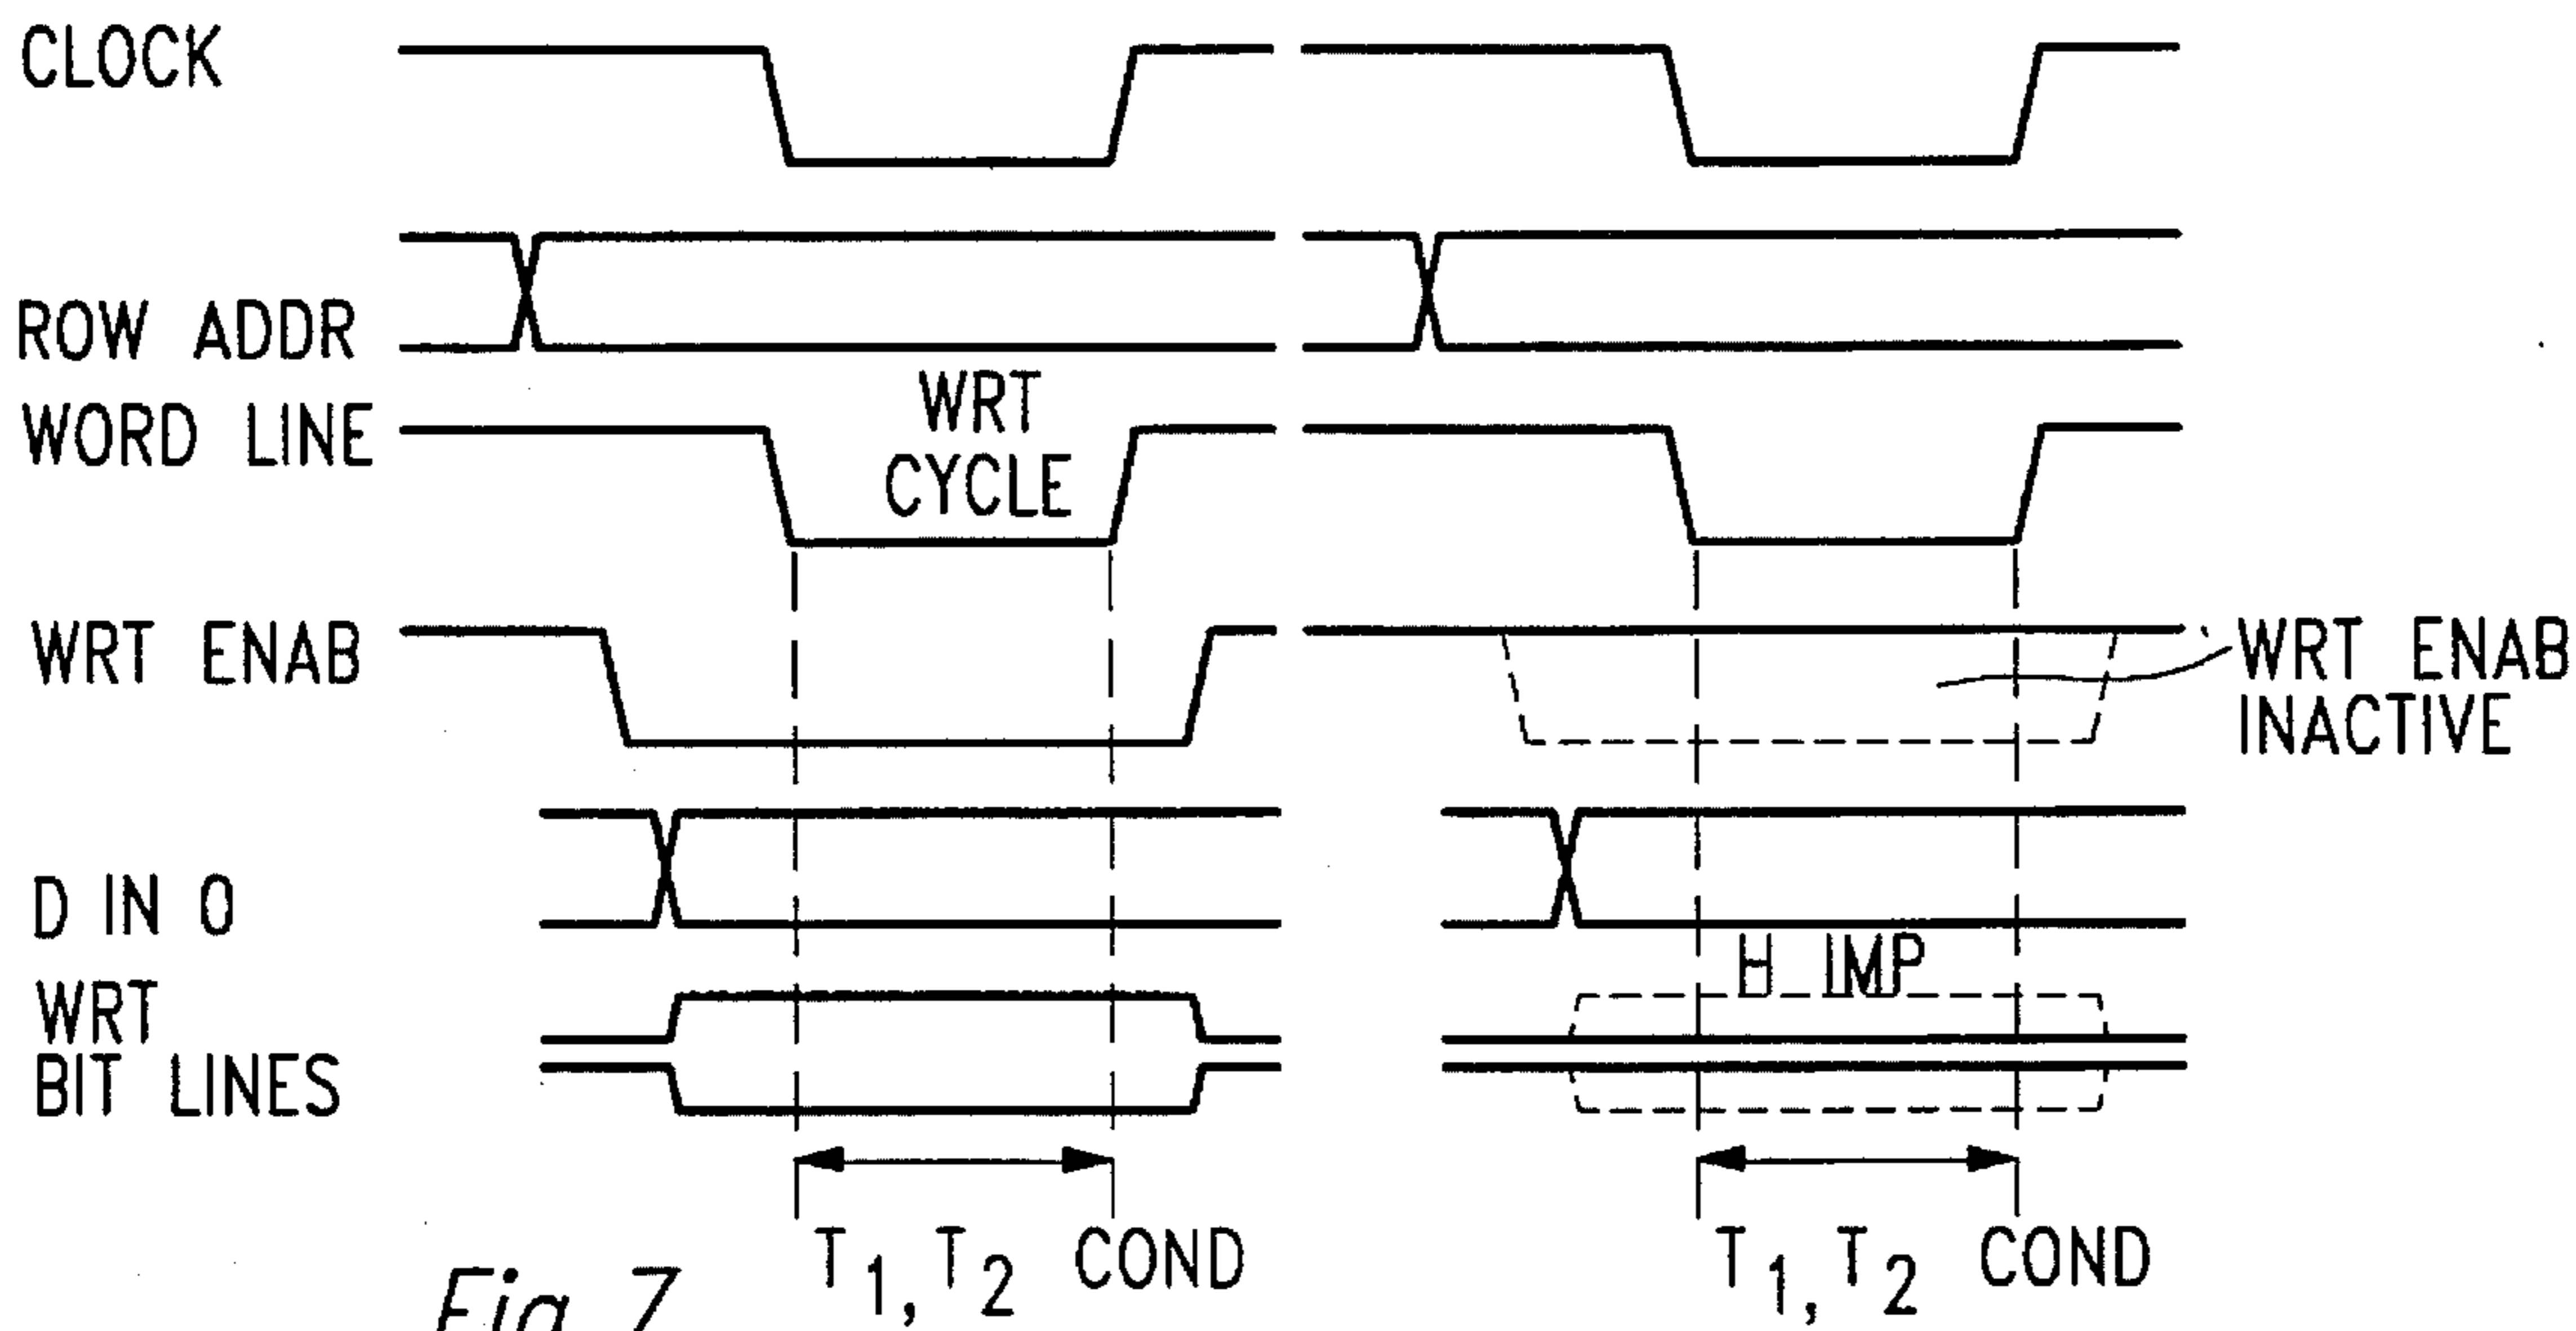 CLOCK
ROW ADDR
WORD LINE
WRT
CYCLE
WRT ENAB
WRT ENAB
INACTIVE
D IN 0
H IMP
WRT
BIT LINES
T1, T2 COND
T1, T2 COND
Fig. 7